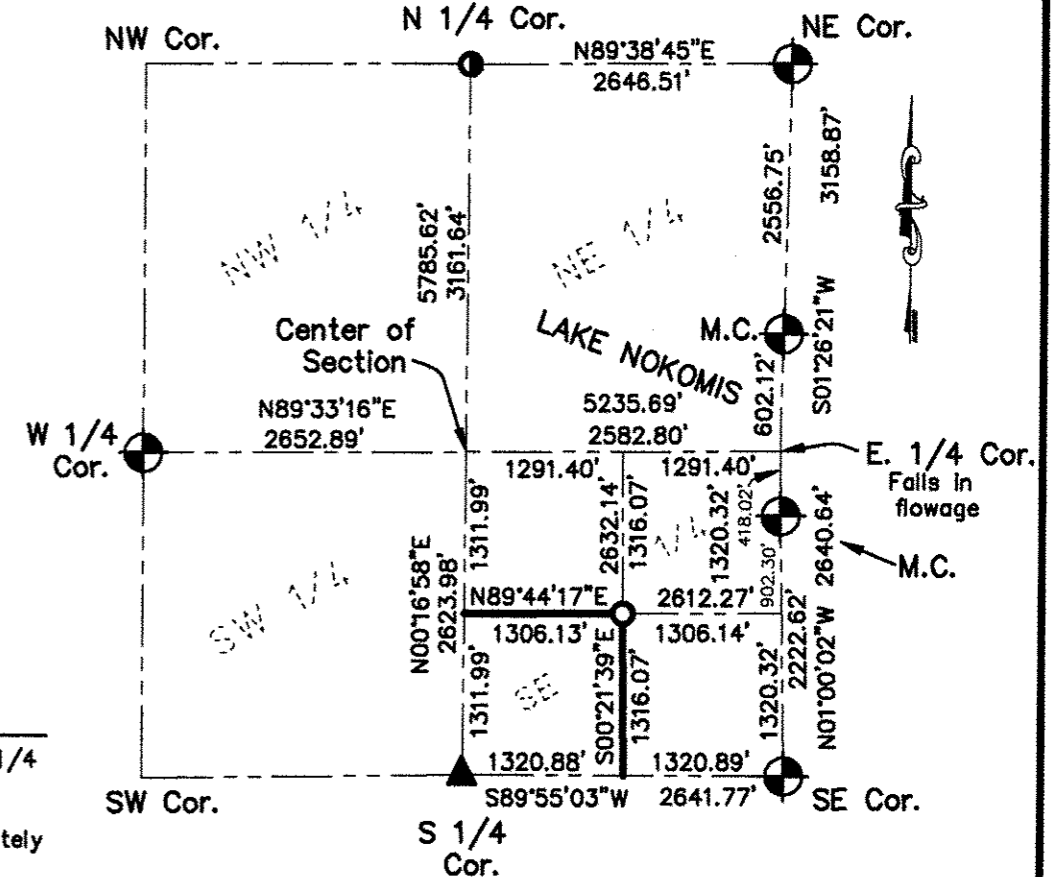 N 1/4 Cor.
NW Cor.
NE Cor.
N89°38'45"E
2646.51'
2556.75'
3158.87'
NW 1/4
NE 1/4
5785.62'
3161.64'
Center of
Section
LAKE NOKOMIS
M.C.
602.12'
S01°26'21"W
N89°33'16"E
2652.89'
5235.69'
2582.80'
W 1/4
Cor.
E. 1/4 Cor.
Falls in
flowage
1291.40'
1291.40'
1311.99'
2632.14'
1316.07'
1320.32'
418.02'
1/4
2640.64'
M.C.
N00°16'58"E
2623.98'
N89°44'17"E
1306.13'
2612.27'
1306.14'
902.30'
2222.62'
N01°00'02"W
SW 1/4
SE
1311.99'
S00°21'39"E
1316.07'
1320.32'
1/4
1320.88'
1320.89'
S89°55'03"W
2641.77'
SW Cor.
SE Cor.
S 1/4
Cor.
tely